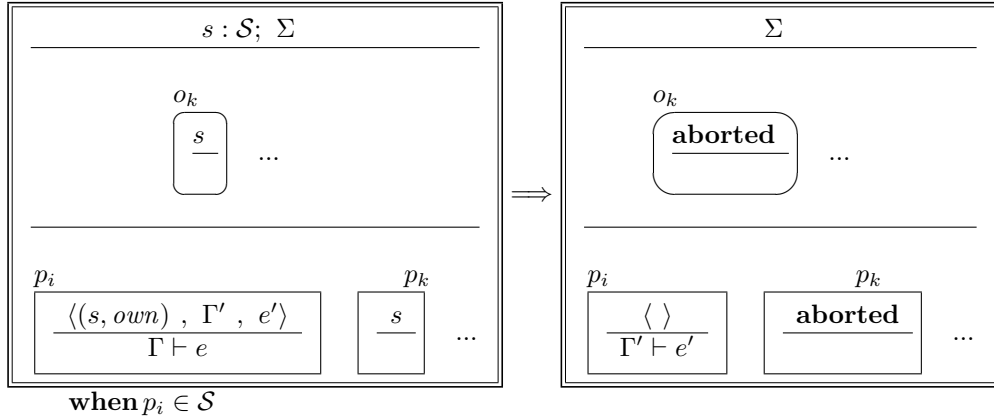 s : 𝒮; Σ
Σ
o_k
o_k
s
...
aborted
...
⟹
p_i
p_k
p_i
p_k
⟨(s, own) , Γ′ , e′⟩
s
...
⟨ ⟩
aborted
...
Γ ⊢ e
Γ′ ⊢ e′
when p_i ∈ 𝒮